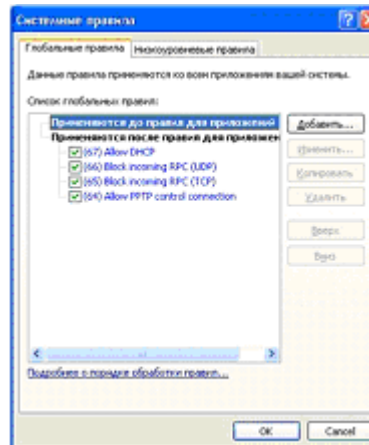 Системные правила
Глобальные правила Низкоуровневые правила
Данные правила применяются ко всем приложениям вашей системы.
Список глобальных правил:
Применяются до правил для приложений
Применяются после правил для приложен
(67) Allow DHCP
(66) Block incoming RPC (UDP)
(65) Block incoming RPC (TCP)
(64) Allow PPTP control connection
Добавить...
Изменить...
Копировать
Удалить
Вверх
Вниз
Подробнее о порядке обработки правил...
OK Cancel